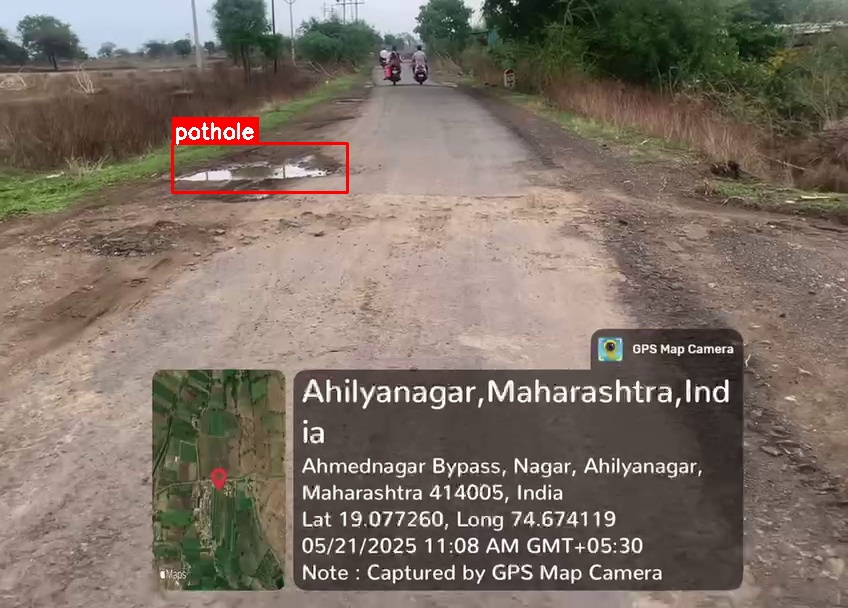 pothole
GPS Map Camera
Ahilyanagar,Maharashtra,Ind
ia
Ahmednagar Bypass, Nagar, Ahilyanagar,
Maharashtra 414005, India
Lat 19.077260, Long 74.674119
05/21/2025 11:08 AM GMT+05:30
Note : Captured by GPS Map Camera
Maps